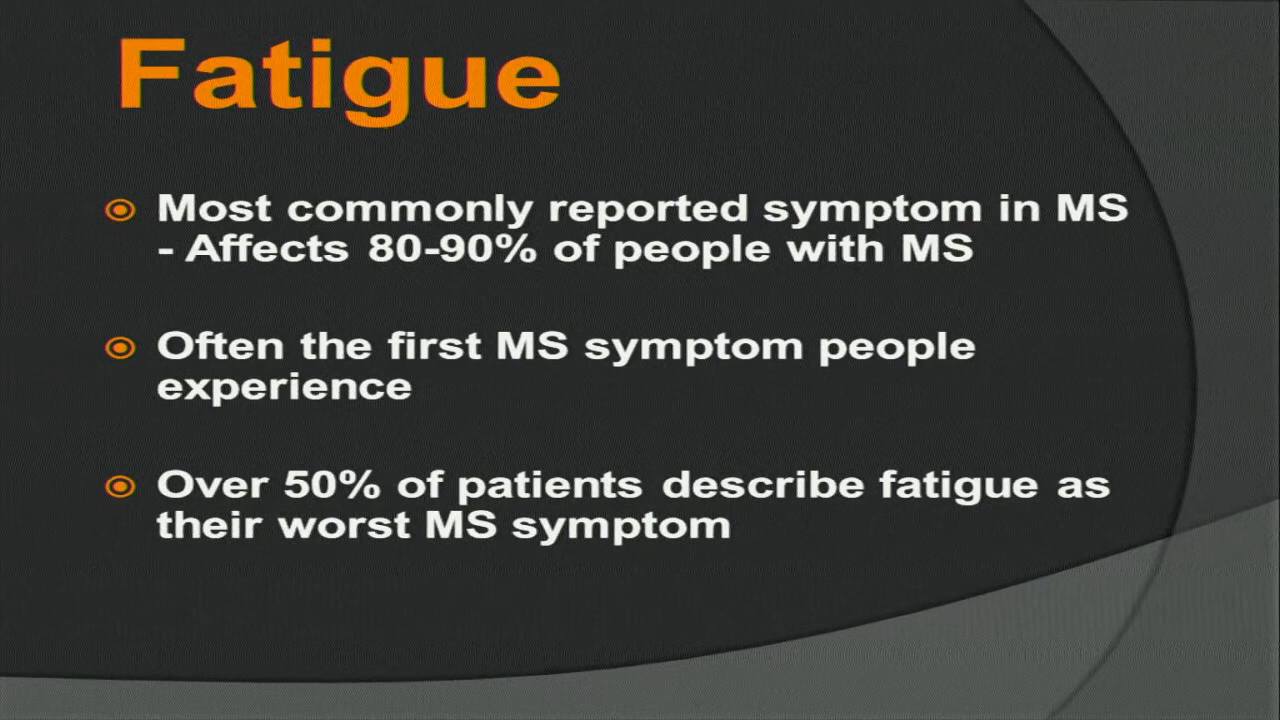 Fatigue
Most commonly reported symptom in MS
- Affects 80-90% of people with MS
Often the first MS symptom people
experience
Over 50% of patients describe fatigue as
their worst MS symptom